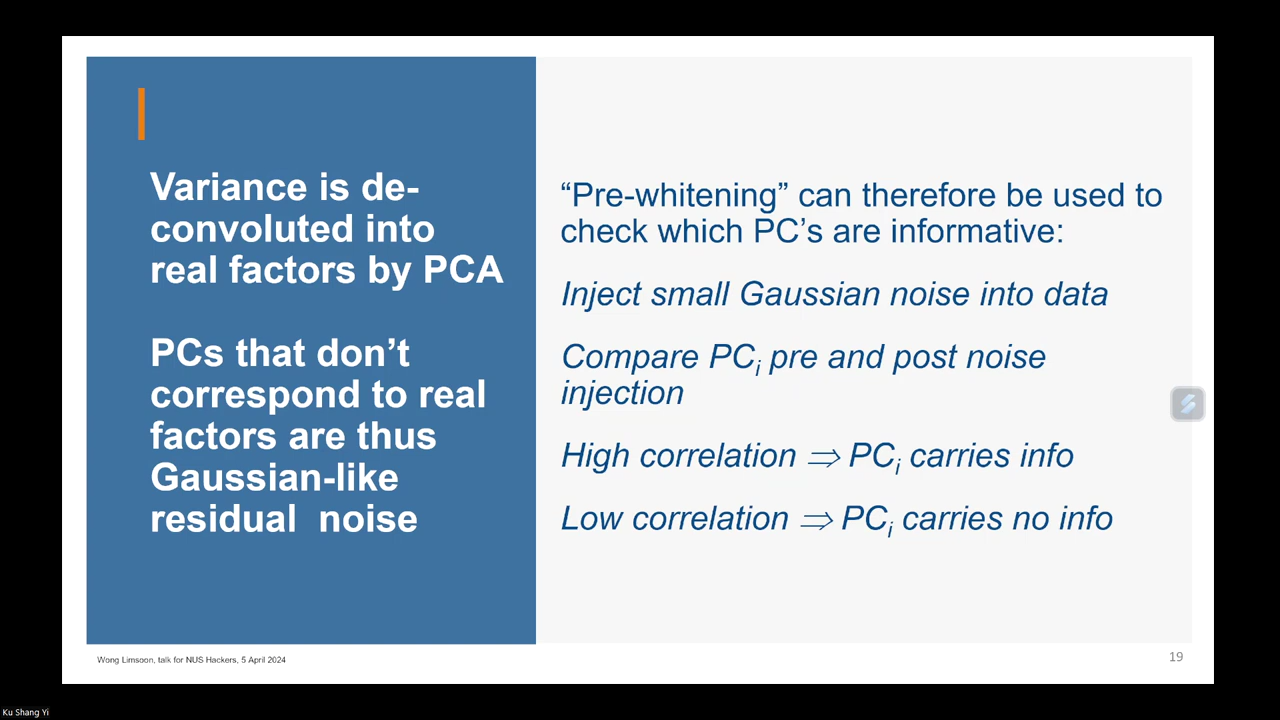 Variance is de-
convoluted into
real factors by PCA
PCs that don’t
correspond to real
factors are thus
Gaussian-like
residual noise
“Pre-whitening” can therefore be used to
check which PC’s are informative:
Inject small Gaussian noise into data
Compare PCi pre and post noise
injection
High correlation ⇒ PCi carries info
Low correlation ⇒ PCi carries no info
Wong Limsoon, talk for NUS Hackers, 5 April 2024
19
Ku Shang Yi